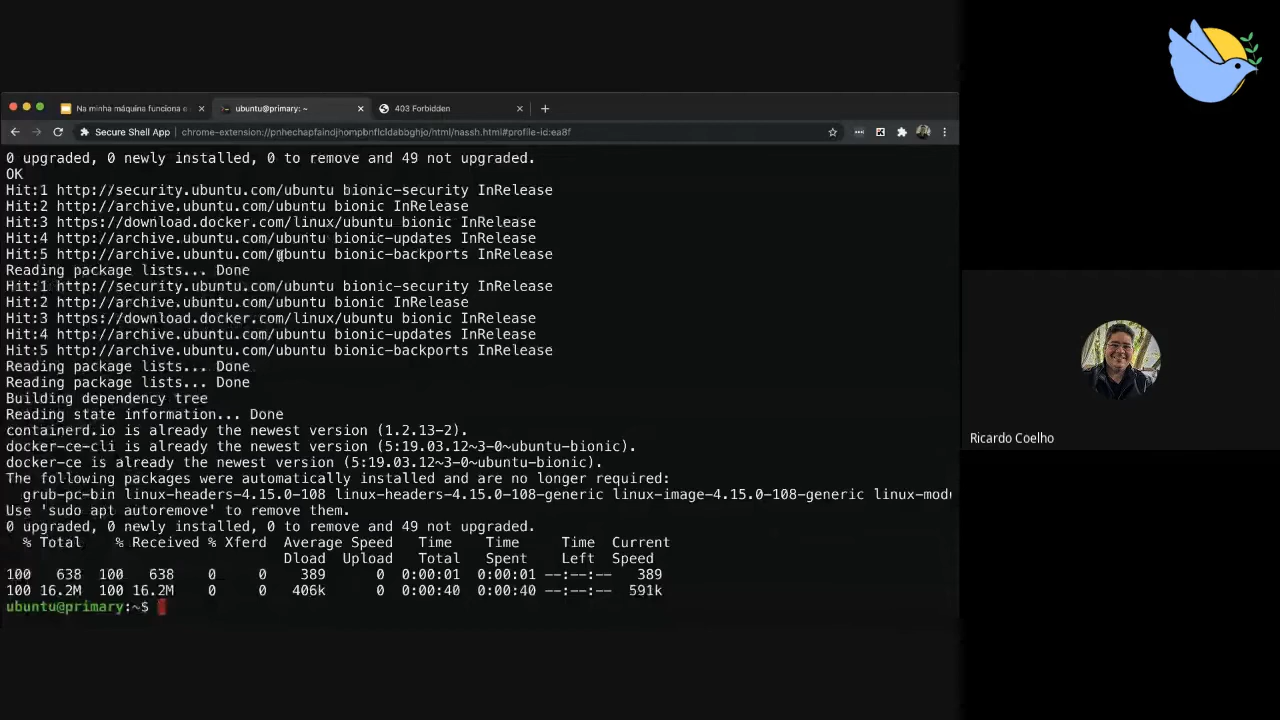 Na minha máquina funciona e
ubuntu@primary: ~
403 Forbidden
Secure Shell App
chrome-extension://pnhechapfaindjhompbnflcldabbghjo/html/nassh.html#profile-id:ea8f
0 upgraded, 0 newly installed, 0 to remove and 49 not upgraded.
OK
Hit:1 http://security.ubuntu.com/ubuntu bionic-security InRelease
Hit:2 http://archive.ubuntu.com/ubuntu bionic InRelease
Hit:3 https://download.docker.com/linux/ubuntu bionic InRelease
Hit:4 http://archive.ubuntu.com/ubuntu bionic-updates InRelease
Hit:5 http://archive.ubuntu.com/ubuntu bionic-backports InRelease
Reading package lists... Done
Hit:1 http://security.ubuntu.com/ubuntu bionic-security InRelease
Hit:2 http://archive.ubuntu.com/ubuntu bionic InRelease
Hit:3 https://download.docker.com/linux/ubuntu bionic InRelease
Hit:4 http://archive.ubuntu.com/ubuntu bionic-updates InRelease
Hit:5 http://archive.ubuntu.com/ubuntu bionic-backports InRelease
Reading package lists... Done
Reading package lists... Done
Building dependency tree
Reading state information... Done
containerd.io is already the newest version (1.2.13-2).
docker-ce-cli is already the newest version (5:19.03.12~3-0~ubuntu-bionic).
docker-ce is already the newest version (5:19.03.12~3-0~ubuntu-bionic).
The following packages were automatically installed and are no longer required:
grub-pc-bin linux-headers-4.15.0-108 linux-headers-4.15.0-108-generic linux-image-4.15.0-108-generic linux-mod
Use 'sudo apt autoremove' to remove them.
0 upgraded, 0 newly installed, 0 to remove and 49 not upgraded.
% Total % Received % Xferd Average Speed Time Time Time Current
Dload Upload Total Spent Left Speed
100 638 100 638 0 0 389 0 0:00:01 0:00:01 --:--:-- 389
100 16.2M 100 16.2M 0 0 406k 0 0:00:40 0:00:40 --:--:-- 591k
ubuntu@primary:~$
Ricardo Coelho